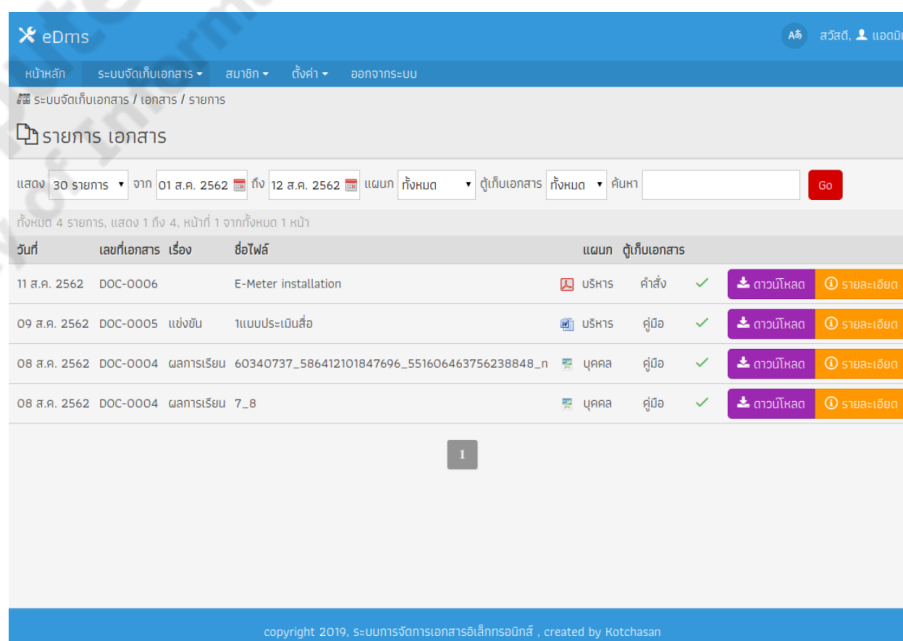 eDms
Aあ สวัสดี, แอดมิน
หน้าหลัก ระบบจัดเก็บเอกสาร สมาชิก ตั้งค่า ออกจากระบบ
ระบบจัดเก็บเอกสาร / เอกสาร / รายการ
รายการ เอกสาร
แสดง 30 รายการ จาก 01 ส.ค. 2562 ถึง 12 ส.ค. 2562 แผนก ทั้งหมด ตู้เก็บเอกสาร ทั้งหมด ค้นหา Go
ทั้งหมด 4 รายการ, แสดง 1 ถึง 4, หน้าที่ 1 จากทั้งหมด 1 หน้า
วันที่ เลขที่เอกสาร เรื่อง ชื่อไฟล์ แผนก ตู้เก็บเอกสาร
11 ส.ค. 2562 DOC-0006 E-Meter installation บริหาร คำสั่ง ดาวน์โหลด รายละเอียด
09 ส.ค. 2562 DOC-0005 แข่งขัน 1แบบประเมินสื่อ บริหาร คู่มือ ดาวน์โหลด รายละเอียด
08 ส.ค. 2562 DOC-0004 ผลการเรียน 60340737_586412101847696_551606463756238848_n บุคคล คู่มือ ดาวน์โหลด รายละเอียด
08 ส.ค. 2562 DOC-0004 ผลการเรียน 7_8 บุคคล คู่มือ ดาวน์โหลด รายละเอียด
1
copyright 2019, ระบบการจัดการเอกสารอิเล็กทรอนิกส์ , created by Kotchasan